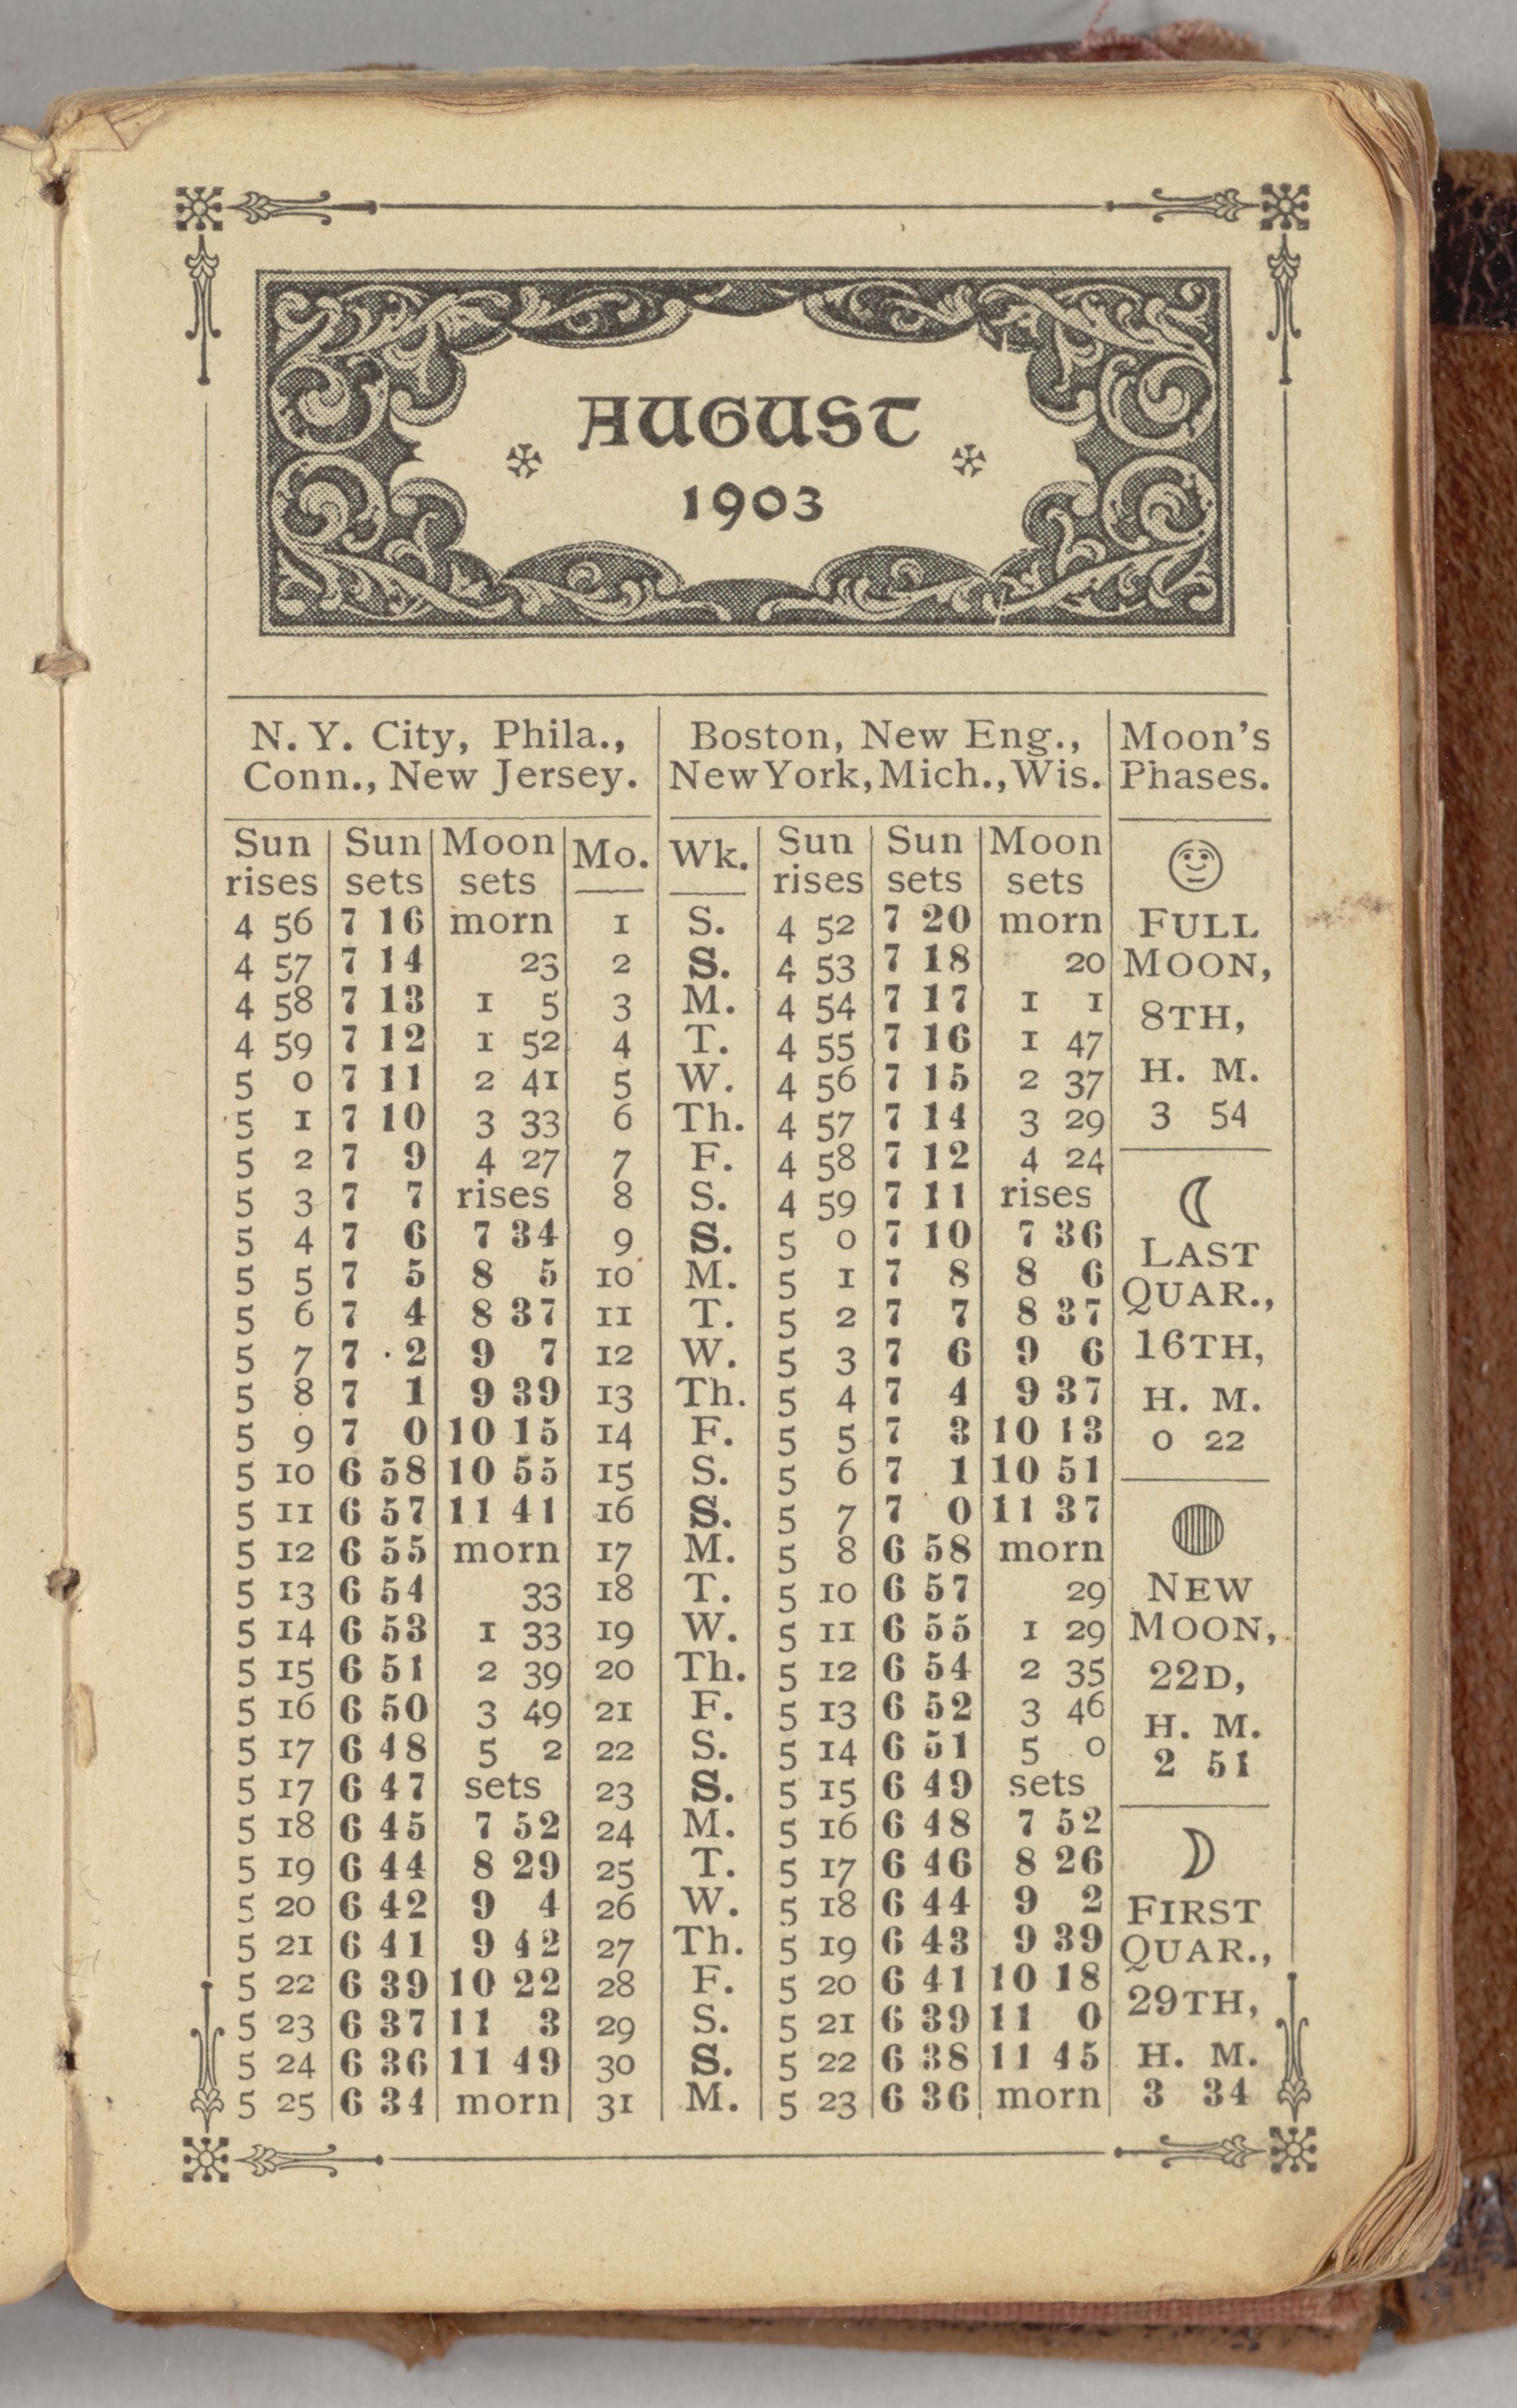 AUGUST
1903
N. Y. City, Phila., Boston, New Eng., Moon's
Conn., New Jersey. New York, Mich., Wis. Phases.
Sun Sun Moon Mo. Wk. Sun Sun Moon
rises sets sets rises sets sets
4 56 7 16 morn 1 S. 4 52 7 20 morn FULL
4 57 7 14 23 2 S. 4 53 7 18 20 MOON,
4 58 7 13 1 5 3 M. 4 54 7 17 1 1 8TH,
4 59 7 12 1 52 4 T. 4 55 7 16 1 47
5 0 7 11 2 41 5 W. 4 56 7 15 2 37 H. M.
5 1 7 10 3 33 6 Th. 4 57 7 14 3 29 3 54
5 2 7 9 4 27 7 F. 4 58 7 12 4 24
5 3 7 7 rises 8 S. 4 59 7 11 rises
5 4 7 6 7 34 9 S. 5 0 7 10 7 36 LAST
5 5 7 5 8 5 10 M. 5 1 7 8 8 6 QUAR.,
5 6 7 4 8 37 11 T. 5 2 7 7 8 37
5 7 7 2 9 7 12 W. 5 3 7 6 9 6 16TH,
5 8 7 1 9 39 13 Th. 5 4 7 4 9 37 H. M.
5 9 7 0 10 15 14 F. 5 5 7 3 10 13 0 22
5 10 6 58 10 55 15 S. 5 6 7 1 10 51
5 11 6 57 11 41 16 S. 5 7 7 0 11 37
5 12 6 55 morn 17 M. 5 8 6 58 morn
5 13 6 54 33 18 T. 5 10 6 57 29 NEW
5 14 6 53 1 33 19 W. 5 11 6 55 1 29 MOON,
5 15 6 51 2 39 20 Th. 5 12 6 54 2 35 22D,
5 16 6 50 3 49 21 F. 5 13 6 52 3 46 H. M.
5 17 6 48 5 2 22 S. 5 14 6 51 5 0 2 51
5 17 6 47 sets 23 S. 5 15 6 49 sets
5 18 6 45 7 52 24 M. 5 16 6 48 7 52
5 19 6 44 8 29 25 T. 5 17 6 46 8 26
5 20 6 42 9 4 26 W. 5 18 6 44 9 2 FIRST
5 21 6 41 9 42 27 Th. 5 19 6 43 9 39 QUAR.,
5 22 6 39 10 22 28 F. 5 20 6 41 10 18 29TH,
5 23 6 37 11 3 29 S. 5 21 6 39 11 0
5 24 6 36 11 49 30 S. 5 22 6 38 11 45 H. M.
5 25 6 34 morn 31 M. 5 23 6 36 morn 3 34